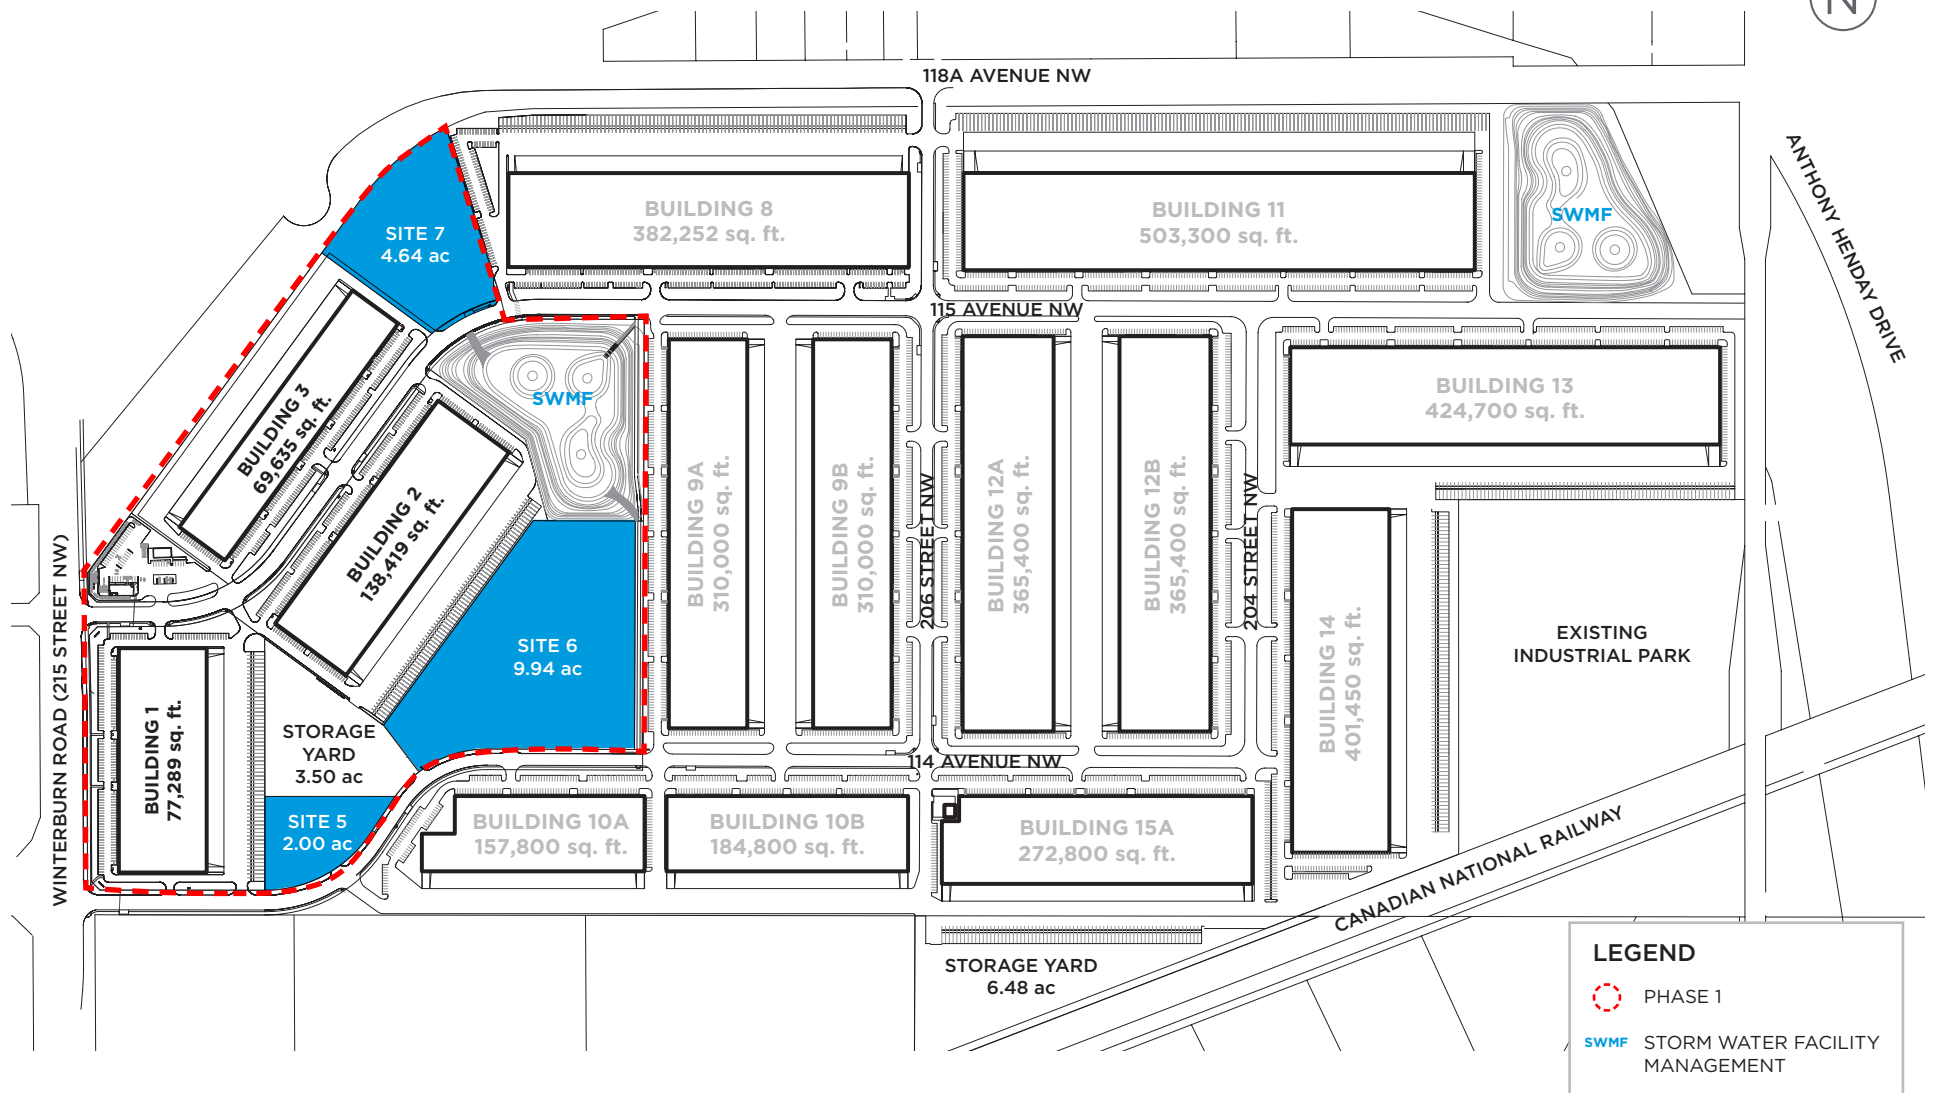 N
118A AVENUE NW
ANTHONY HENDAY DRIVE
BUILDING 8
382,252 sq. ft.
BUILDING 11
503,300 sq. ft.
SWMF
SITE 7
4.64 ac
115 AVENUE NW
BUILDING 3
69,635 sq. ft.
SWMF
BUILDING 13
424,700 sq. ft.
BUILDING 2
138,419 sq. ft.
BUILDING 9A
310,000 sq. ft.
BUILDING 9B
310,000 sq. ft.
206 STREET NW
BUILDING 12A
365,400 sq. ft.
BUILDING 12B
365,400 sq. ft.
204 STREET NW
WINTERBURN ROAD (215 STREET NW)
SITE 6
9.94 ac
BUILDING 14
401,450 sq. ft.
EXISTING
INDUSTRIAL PARK
BUILDING 1
77,289 sq. ft.
STORAGE
YARD
3.50 ac
114 AVENUE NW
SITE 5
2.00 ac
BUILDING 10A
157,800 sq. ft.
BUILDING 10B
184,800 sq. ft.
BUILDING 15A
272,800 sq. ft.
CANADIAN NATIONAL RAILWAY
STORAGE YARD
6.48 ac
LEGEND
PHASE 1
SWMF STORM WATER FACILITY
MANAGEMENT